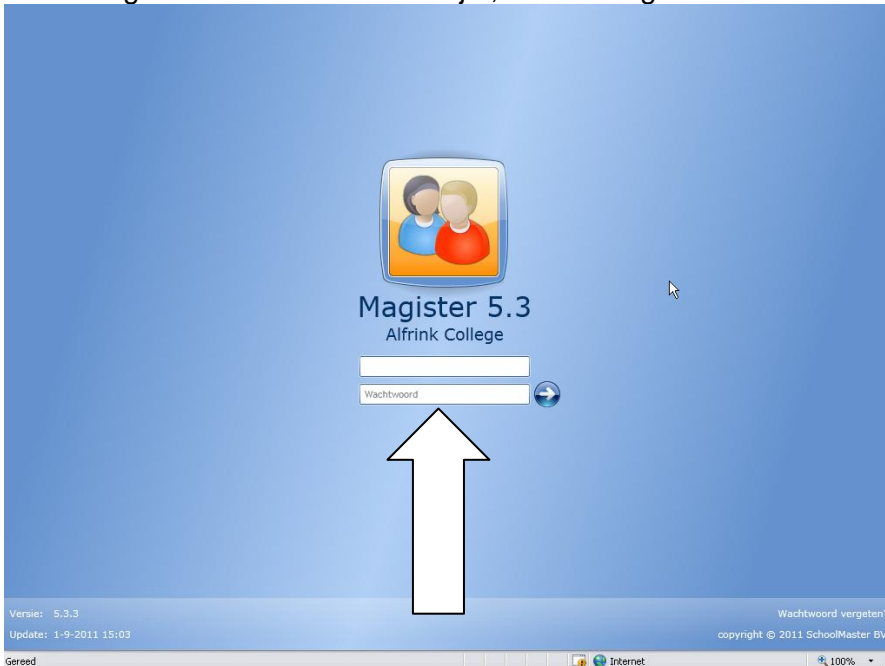 Magister 5.3
Alfrink College
Wachtwoord
Versie: 5.3.3
Wachtwoord vergeten?
Update: 1-9-2011 15:03
copyright © 2011 SchoolMaster BV
Gereed
Internet
100%